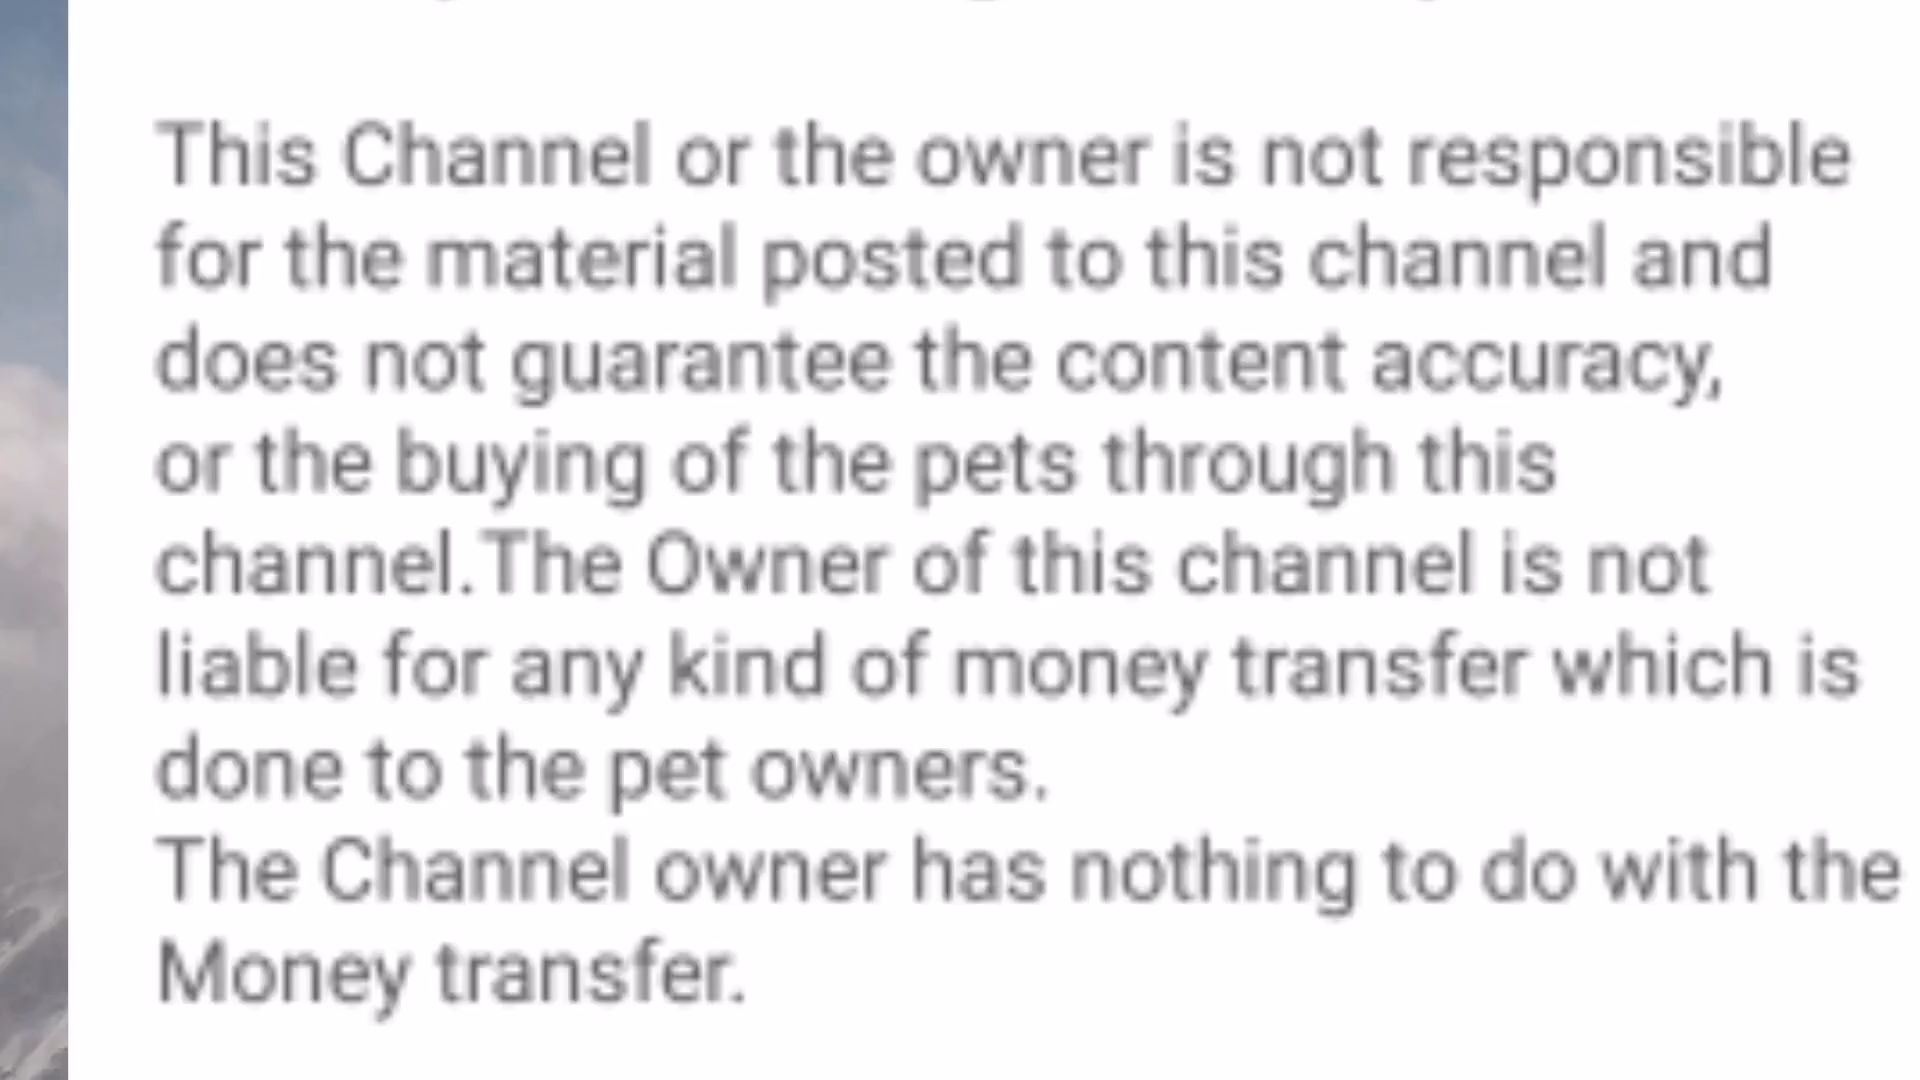 This Channel or the owner is not responsible
for the material posted to this channel and
does not guarantee the content accuracy,
or the buying of the pets through this
channel.The Owner of this channel is not
liable for any kind of money transfer which is
done to the pet owners.
The Channel owner has nothing to do with the
Money transfer.